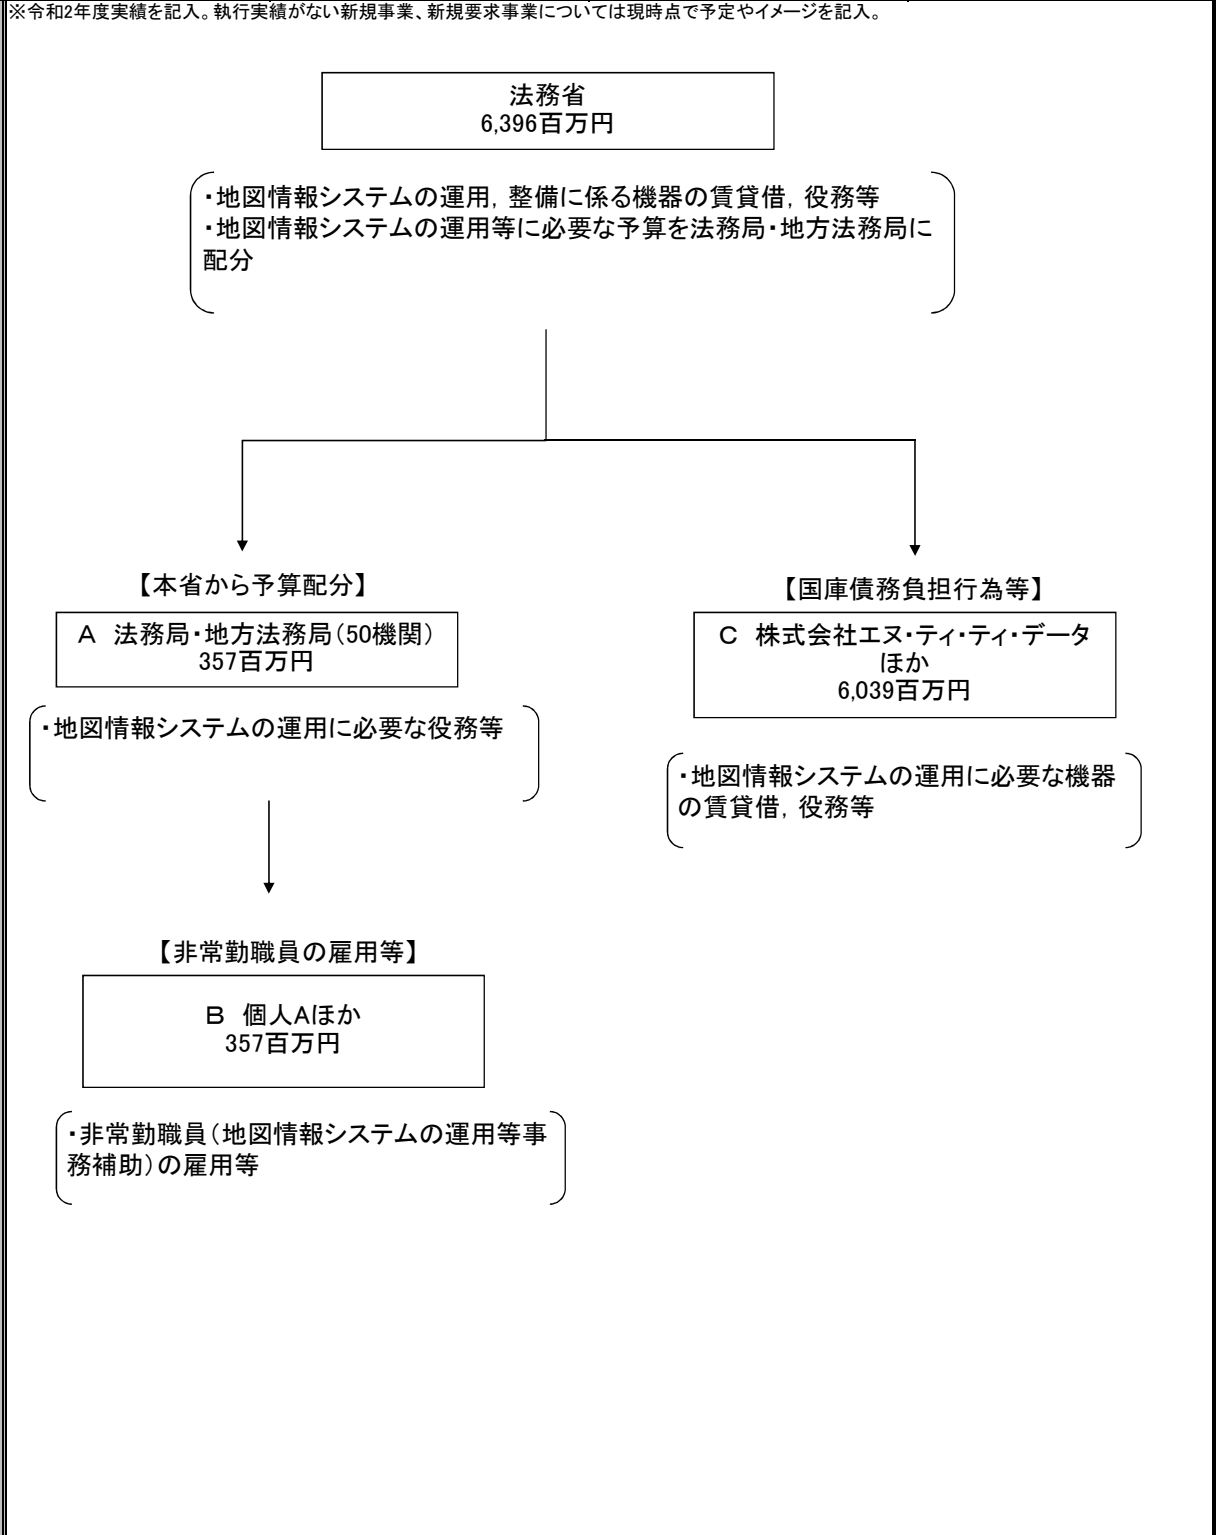 ※令和2年度実績を記入。執行実績がない新規事業、新規要求事業については現時点で予定やイメージを記入。
法務省
6,396百万円
・地図情報システムの運用，整備に係る機器の賃貸借，役務等
・地図情報システムの運用等に必要な予算を法務局・地方法務局に
配分
【本省から予算配分】
A　法務局・地方法務局（50機関）
357百万円
・地図情報システムの運用に必要な役務等
【非常勤職員の雇用等】
B　個人Aほか
357百万円
・非常勤職員（地図情報システムの運用等事
務補助）の雇用等
【国庫債務負担行為等】
C　株式会社エヌ・ティ・ティ・データ
ほか
6,039百万円
・地図情報システムの運用に必要な機器
の賃貸借，役務等